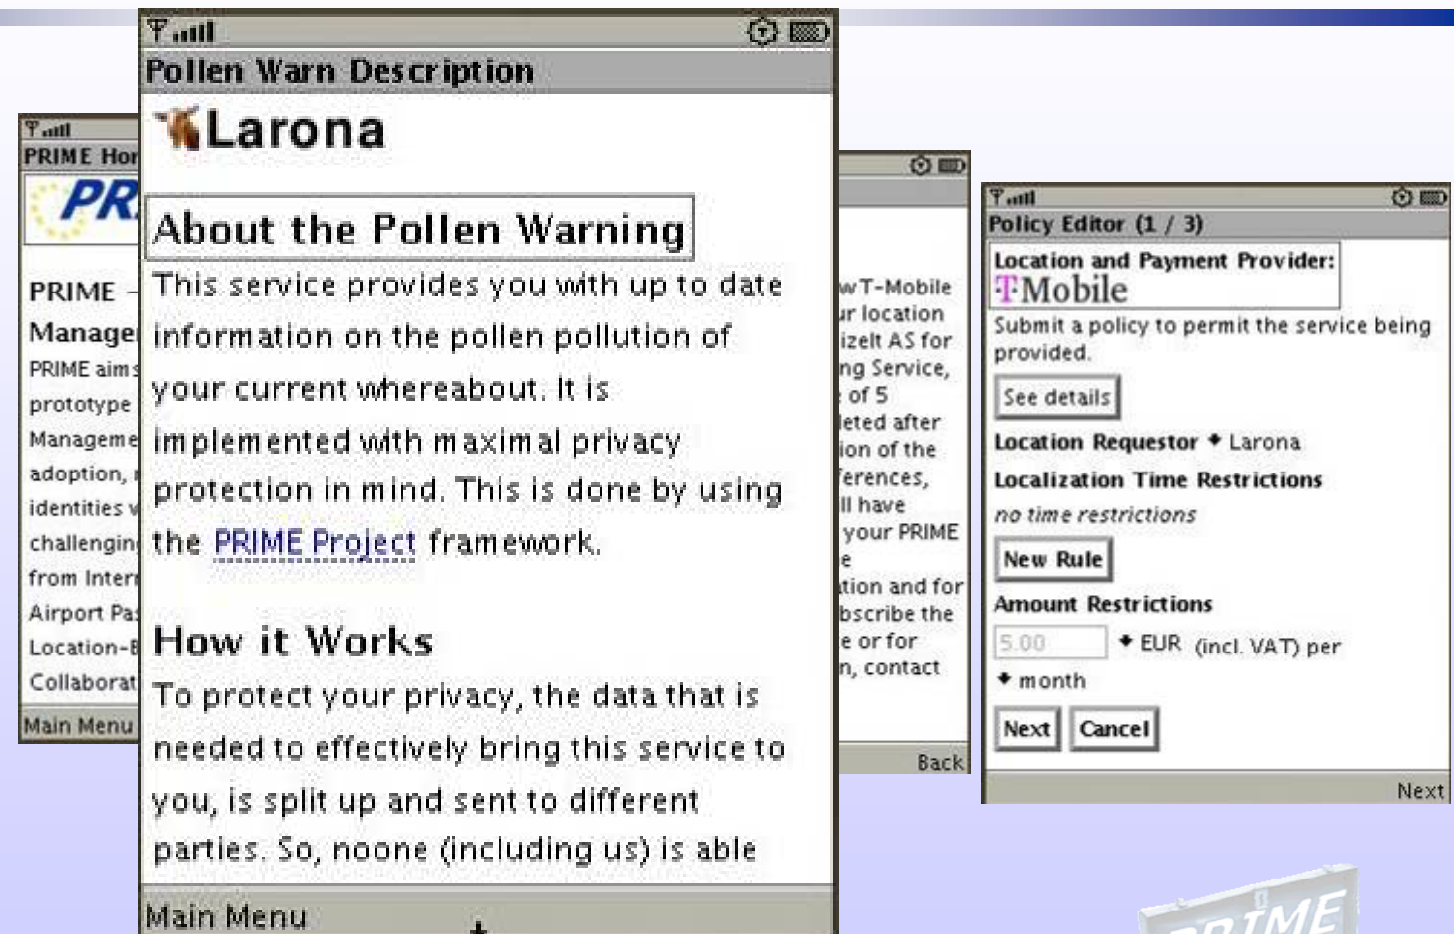 PRIME Hor
PR
PRIME –
Manage
PRIME aims
prototype
Manageme
adoption,
identities
challenging
from Inter
Airport Pas
Location-B
Collaborat
Main Menu
Pollen Warn Description
Larona
About the Pollen Warning
This service provides you with up to date
information on the pollen pollution of
your current whereabout. It is
implemented with maximal privacy
protection in mind. This is done by using
the PRIME Project framework.
How it Works
To protect your privacy, the data that is
needed to effectively bring this service to
you, is split up and sent to different
parties. So, noone (including us) is able
Main Menu
w T-Mobile
ur location
izelt AS for
ng Service,
of 5
leted after
ion of the
ferences,
ll have
your PRIME
e
tion and for
bscribe the
e or for
n, contact
Back
Policy Editor (1 / 3)
Location and Payment Provider:
T Mobile
Submit a policy to permit the service being
provided.
See details
Location Requestor Larona
Localization Time Restrictions
no time restrictions
New Rule
Amount Restrictions
5.00 EUR (incl. VAT) per
month
Next Cancel
Next
PRIME